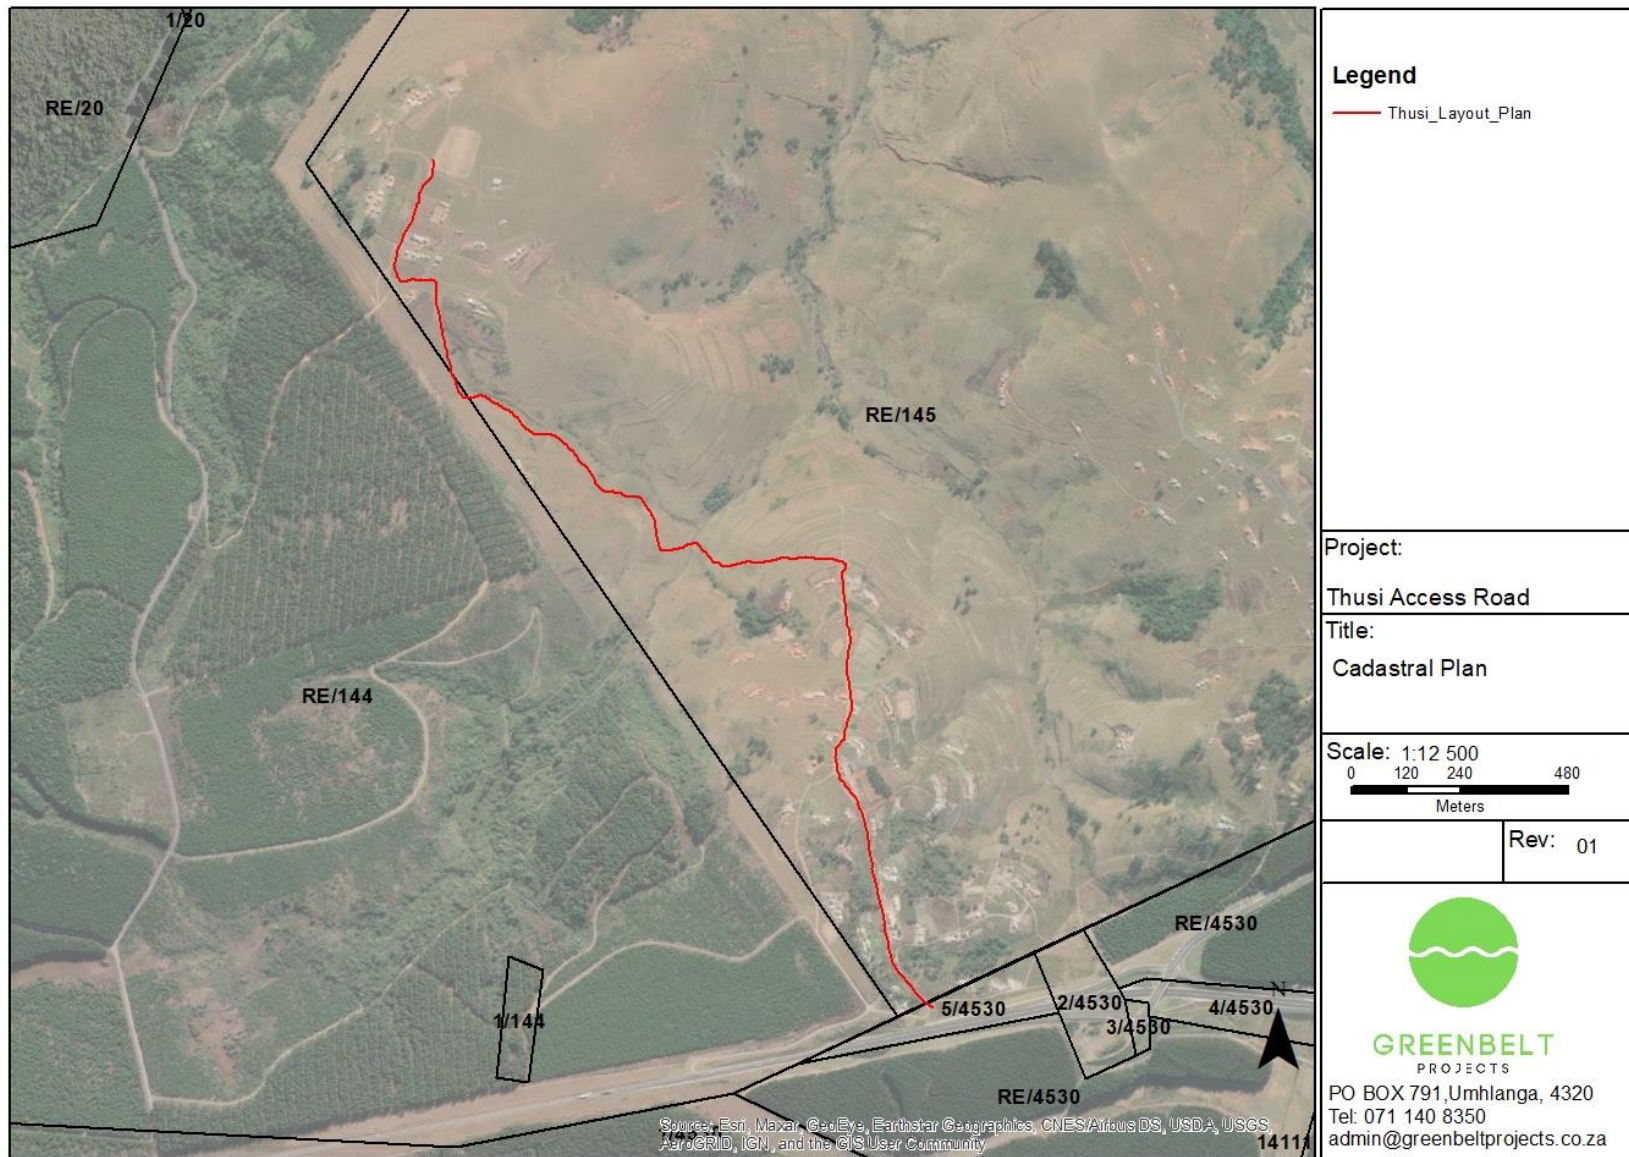 1/20
RE/20
RE/145
RE/144
RE/4530
1/144
5/4530
2/4530
3/4530
4/4530
N
RE/4530
14111
Source: Esri, Maxar, GeoEye, Earthstar Geographics, CNES/Airbus DS, USDA, USGS,
AeroGRID, IGN, and the GIS User Community
Legend
Thusi_Layout_Plan
Project:
Thusi Access Road
Title:
Cadastral Plan
Scale: 1:12 500
0 120 240 480
Meters
Rev: 01
GREENBELT
PROJECTS
PO BOX 791,Umhlanga, 4320
Tel: 071 140 8350
admin@greenbeltprojects.co.za